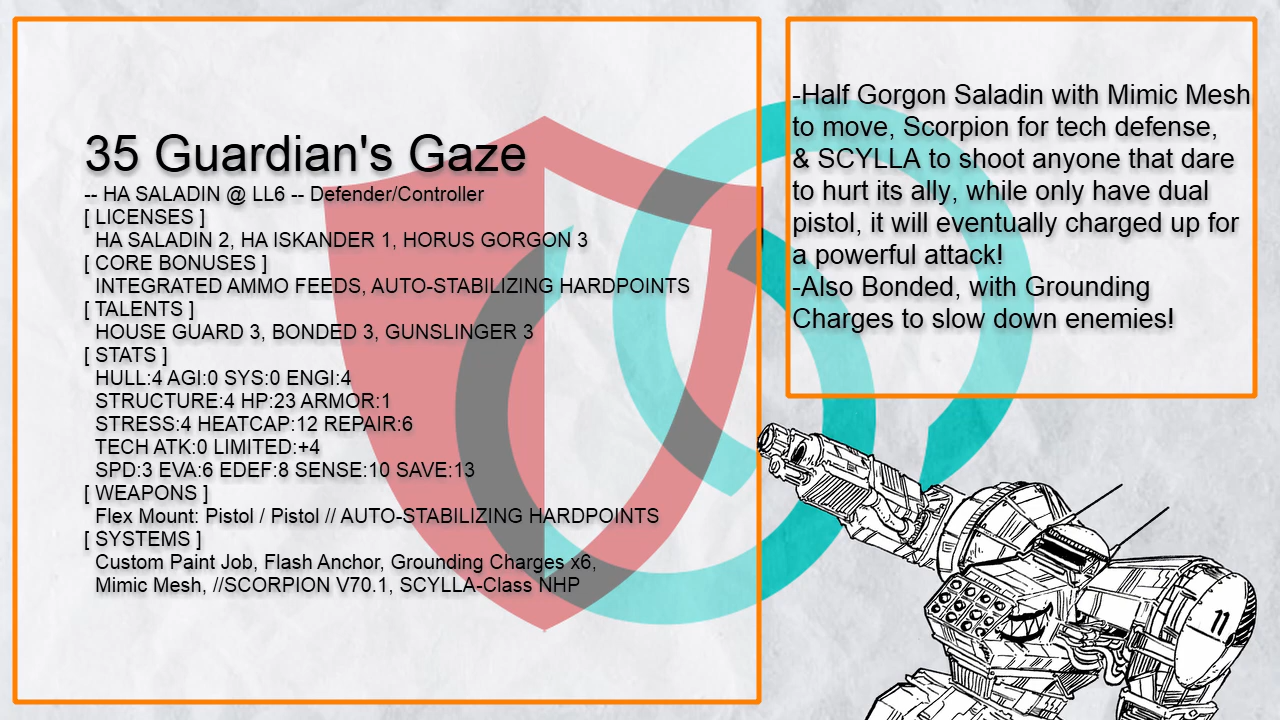 35 Guardian's Gaze
-- HA SALADIN @ LL6 -- Defender/Controller
[ LICENSES ]
HA SALADIN 2, HA ISKANDER 1, HORUS GORGON 3
[ CORE BONUSES ]
INTEGRATED AMMO FEEDS, AUTO-STABILIZING HARDPOINTS
[ TALENTS ]
HOUSE GUARD 3, BONDED 3, GUNSLINGER 3
[ STATS ]
HULL:4 AGI:0 SYS:0 ENGI:4
STRUCTURE:4 HP:23 ARMOR:1
STRESS:4 HEATCAP:12 REPAIR:6
TECH ATK:0 LIMITED:+4
SPD:3 EVA:6 EDEF:8 SENSE:10 SAVE:13
[ WEAPONS ]
Flex Mount: Pistol / Pistol // AUTO-STABILIZING HARDPOINTS
[ SYSTEMS ]
Custom Paint Job, Flash Anchor, Grounding Charges x6,
Mimic Mesh, //SCORPION V70.1, SCYLLA-Class NHP
-Half Gorgon Saladin with Mimic Mesh
to move, Scorpion for tech defense,
& SCYLLA to shoot anyone that dare
to hurt its ally, while only have dual
pistol, it will eventually charged up for
a powerful attack!
-Also Bonded, with Grounding
Charges to slow down enemies!
11